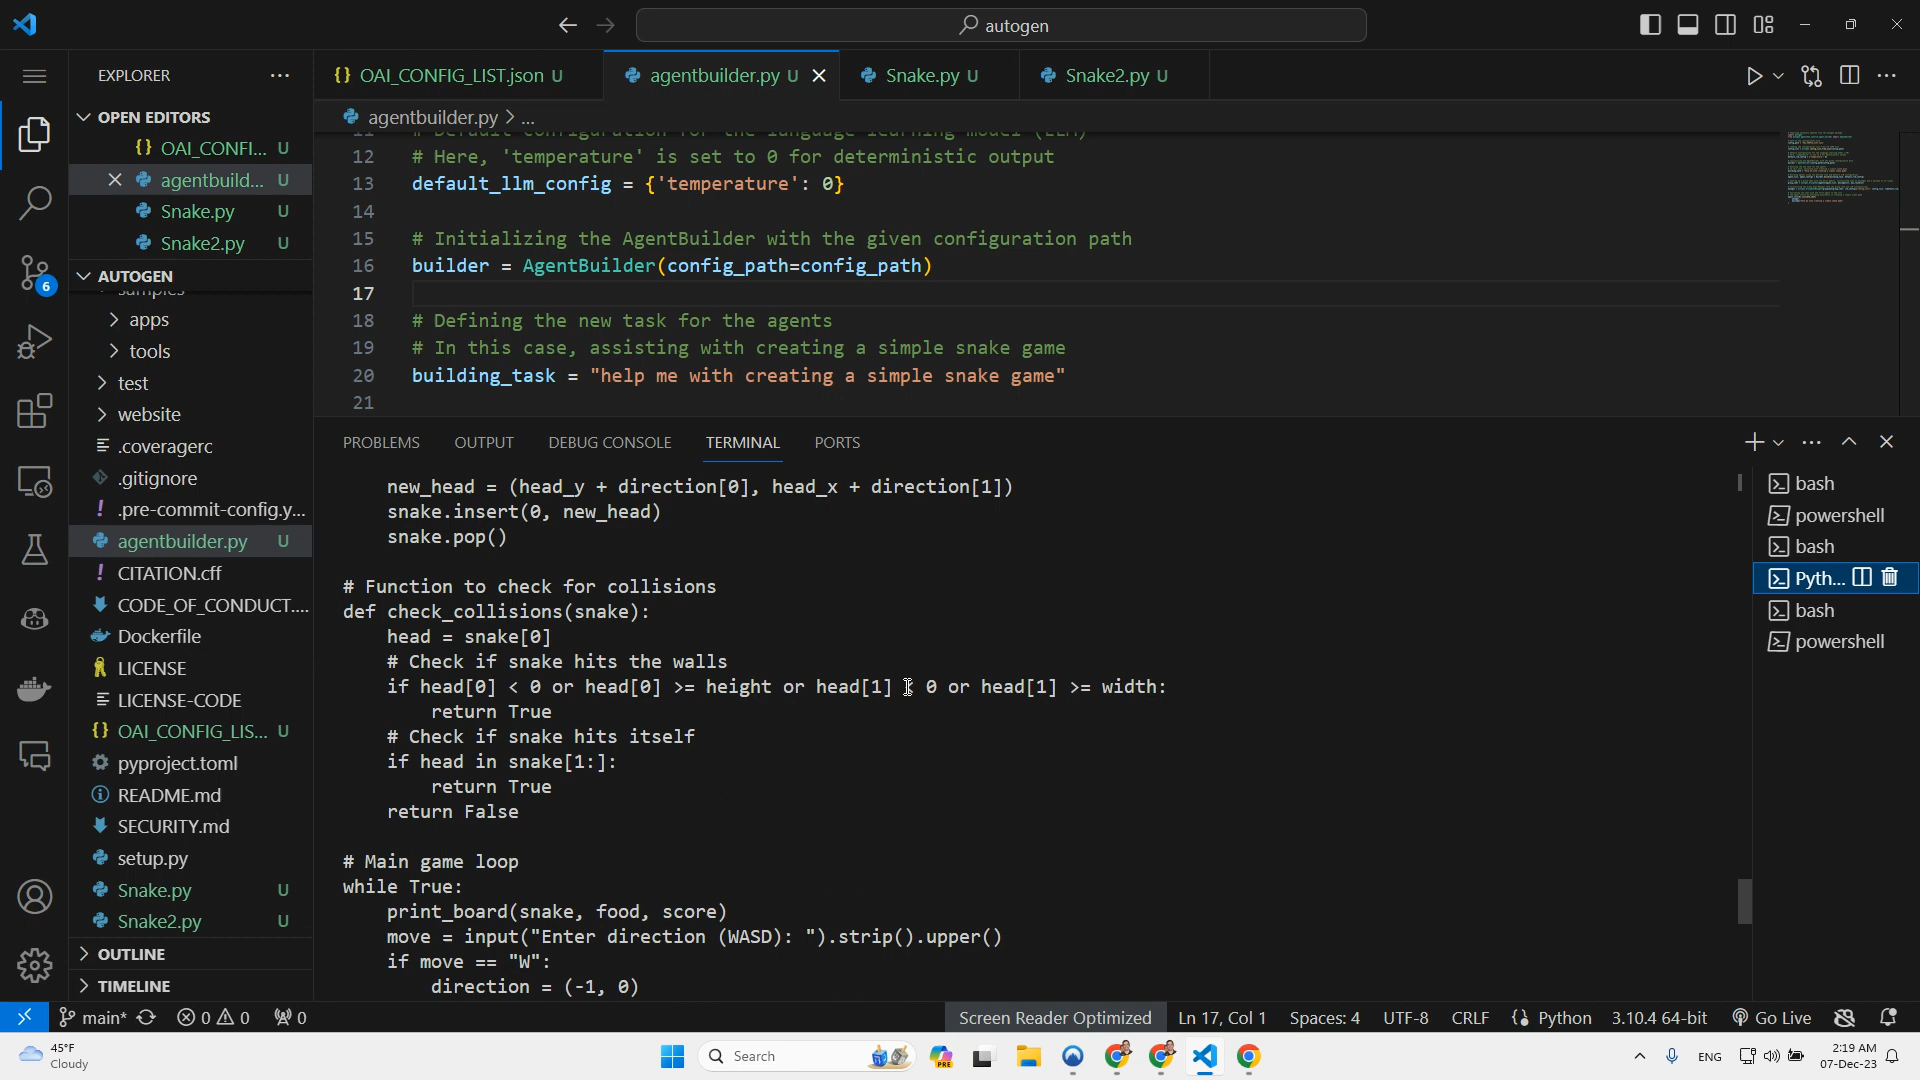 autogen
EXPLORER
OPEN EDITORS
OAI_CONFI... U
agentbuild... U
Snake.py U
Snake2.py U
AUTOGEN
samples
apps
tools
test
website
.coveragerc
.gitignore
.pre-commit-config.y...
agentbuilder.py U
CITATION.cff
CODE_OF_CONDUCT....
Dockerfile
LICENSE
LICENSE-CODE
OAI_CONFIG_LIS... U
pyproject.toml
README.md
SECURITY.md
setup.py
Snake.py U
Snake2.py U
OUTLINE
TIMELINE
6
OAI_CONFIG_LIST.json U
agentbuilder.py U
Snake.py U
Snake2.py U
agentbuilder.py > ...
11 # Default configuration for the language learning model (LLM)
12 # Here, 'temperature' is set to 0 for deterministic output
13 default_llm_config = {'temperature': 0}
14
15 # Initializing the AgentBuilder with the given configuration path
16 builder = AgentBuilder(config_path=config_path)
17
18 # Defining the new task for the agents
19 # In this case, assisting with creating a simple snake game
20 building_task = "help me with creating a simple snake game"
21
PROBLEMS OUTPUT DEBUG CONSOLE TERMINAL PORTS
new_head = (head_y + direction[0], head_x + direction[1])
snake.insert(0, new_head)
snake.pop()
# Function to check for collisions
def check_collisions(snake):
head = snake[0]
# Check if snake hits the walls
if head[0] < 0 or head[0] >= height or head[1] < 0 or head[1] >= width:
return True
# Check if snake hits itself
if head in snake[1:]:
return True
return False
# Main game loop
while True:
print_board(snake, food, score)
move = input("Enter direction (WASD): ").strip().upper()
if move == "W":
direction = (-1, 0)
bash
powershell
bash
Pyth...
bash
powershell
main* 0 0 0 Screen Reader Optimized Ln 17, Col 1 Spaces: 4 UTF-8 CRLF Python 3.10.4 64-bit Go Live
45°F
Cloudy
Search
PRE
ENG
2:19 AM
07-Dec-23